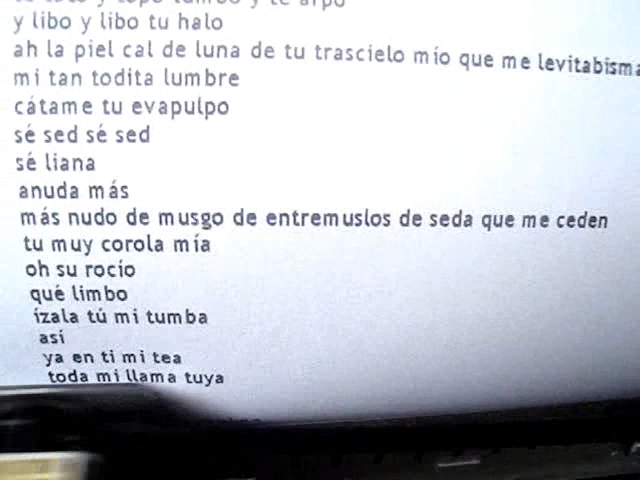 y libo y libo tu halo
ah la piel cal de luna de tu trascielo mío que me levitabisma
mi tan todita lumbre
cátame tu evapulpo
sé sed sé sed
sé liana
anuda más
más nudo de musgo de entremuslos de seda que me ceden
tu muy corola mía
oh su rocío
qué limbo
ízala tú mi tumba
así
ya en ti mi tea
toda mi llama tuya